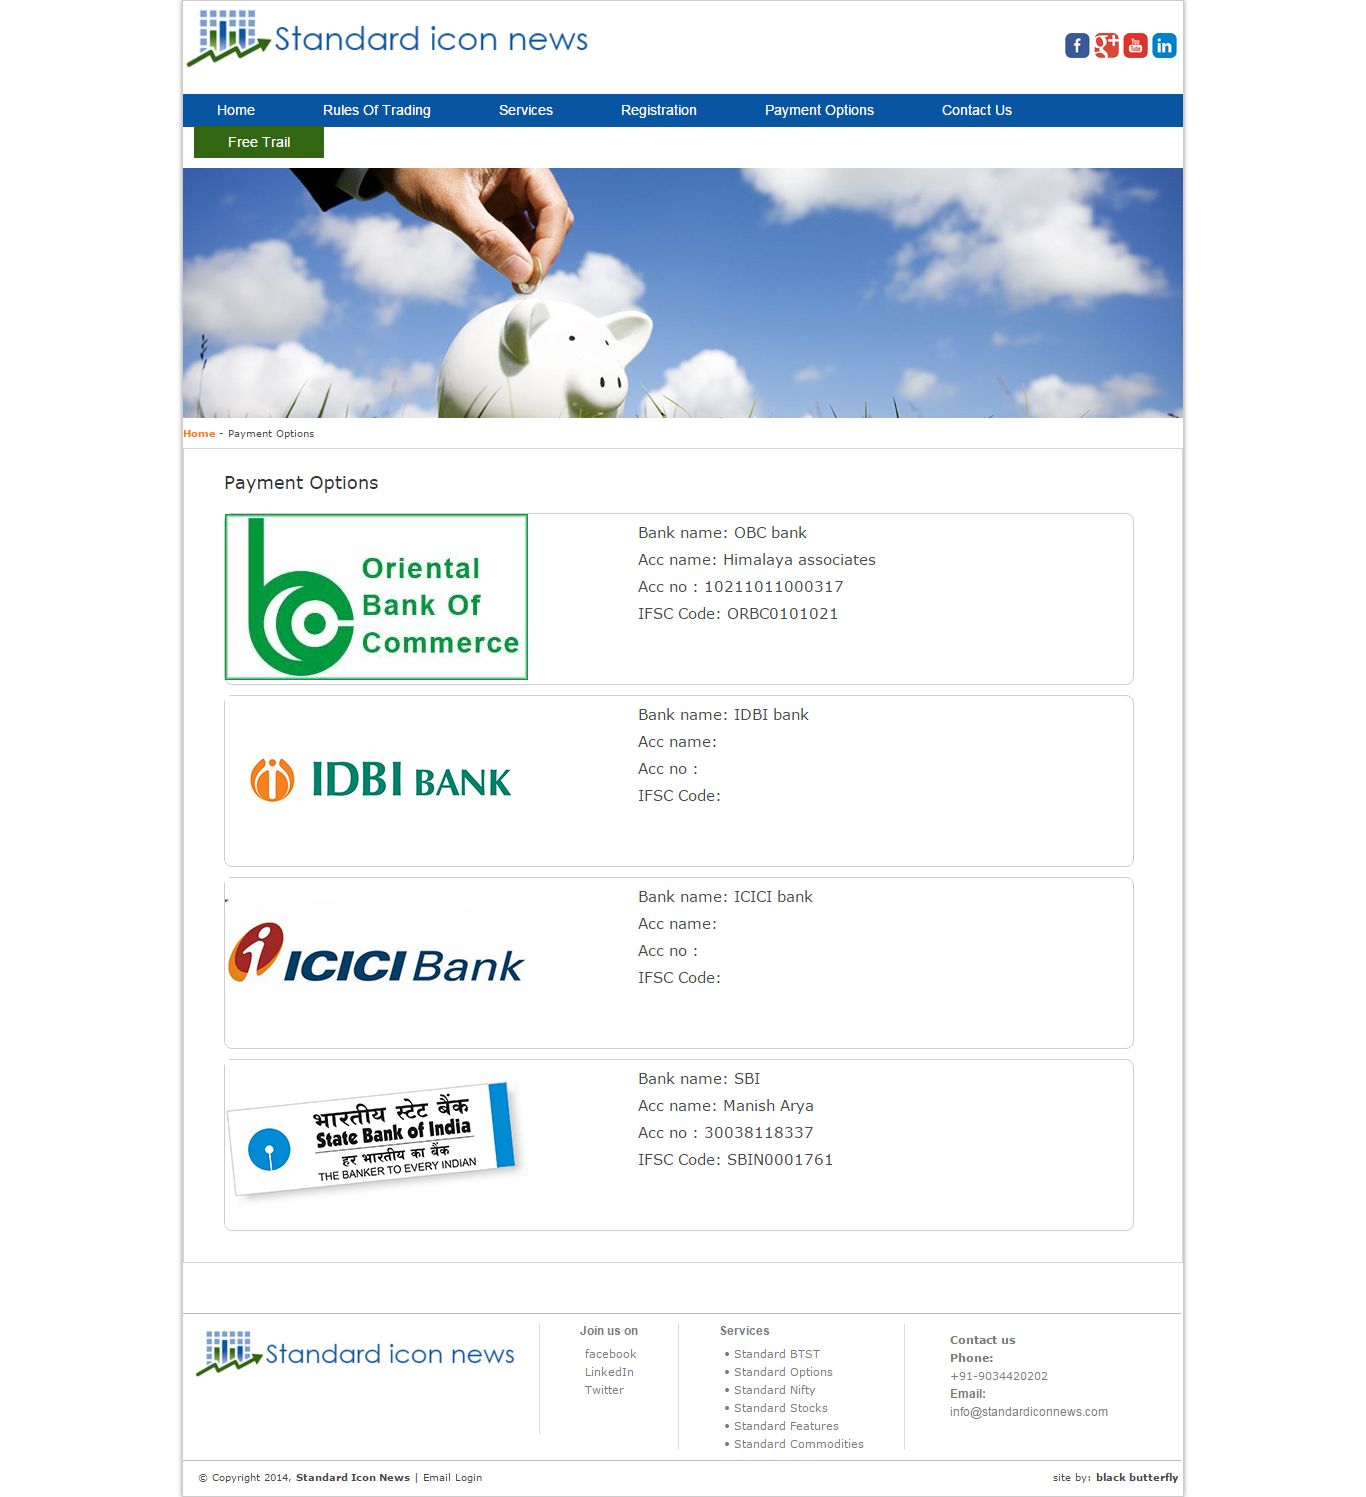 Standard icon news
Home Rules Of Trading Services Registration Payment Options Contact Us
Free Trail
Home - Payment Options
Payment Options
Oriental
Bank Of
Commerce
Bank name: OBC bank
Acc name: Himalaya associates
Acc no : 10211011000317
IFSC Code: ORBC0101021
IDBI BANK
Bank name: IDBI bank
Acc name:
Acc no :
IFSC Code:
ICICI Bank
Bank name: ICICI bank
Acc name:
Acc no :
IFSC Code:
भारतीय स्टेट बैंक
State Bank of India
हर भारतीय का बैंक
THE BANKER TO EVERY INDIAN
Bank name: SBI
Acc name: Manish Arya
Acc no : 30038118337
IFSC Code: SBIN0001761
Standard icon news
Join us on
facebook
LinkedIn
Twitter
Services
• Standard BTST
• Standard Options
• Standard Nifty
• Standard Stocks
• Standard Features
• Standard Commodities
Contact us
Phone:
+91-9034420202
Email:
info@standardiconnews.com
© Copyright 2014, Standard Icon News | Email Login
site by: black butterfly